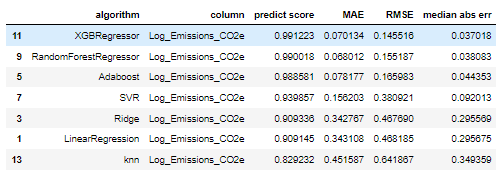 algorithm column predict score MAE RMSE median abs err
11 XGBRegressor Log_Emissions_CO2e 0.991223 0.070134 0.145516 0.037018
9 RandomForestRegressor Log_Emissions_CO2e 0.990018 0.068012 0.155187 0.038083
5 Adaboost Log_Emissions_CO2e 0.988581 0.078177 0.165983 0.044353
7 SVR Log_Emissions_CO2e 0.939857 0.156203 0.380921 0.092013
3 Ridge Log_Emissions_CO2e 0.909336 0.342767 0.467690 0.295569
1 LinearRegression Log_Emissions_CO2e 0.909145 0.343108 0.468185 0.295675
13 knn Log_Emissions_CO2e 0.829232 0.451587 0.641867 0.349359